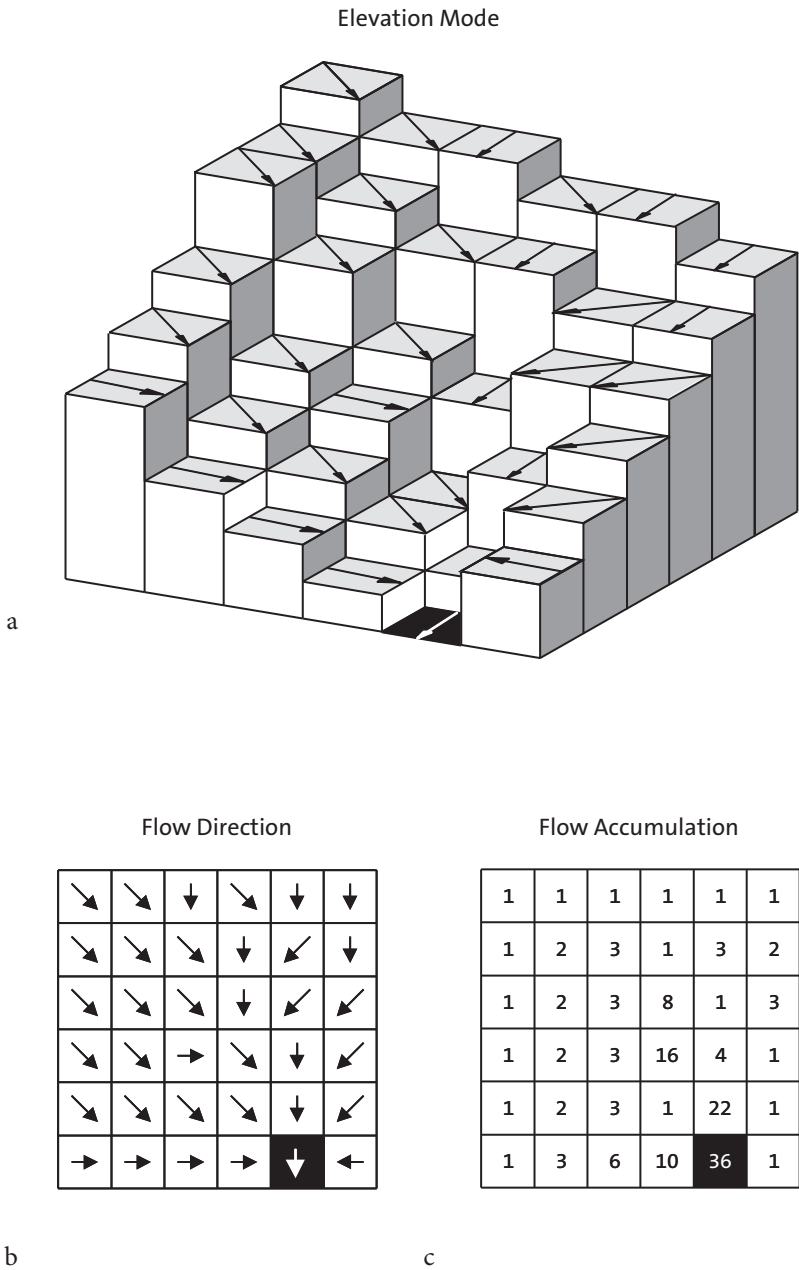 Elevation Mode
a
Flow Direction
Flow Accumulation
1 1 1 1 1 1
1 2 3 1 3 2
1 2 3 8 1 3
1 2 3 16 4 1
1 2 3 1 22 1
1 3 6 10 36 1
b
c